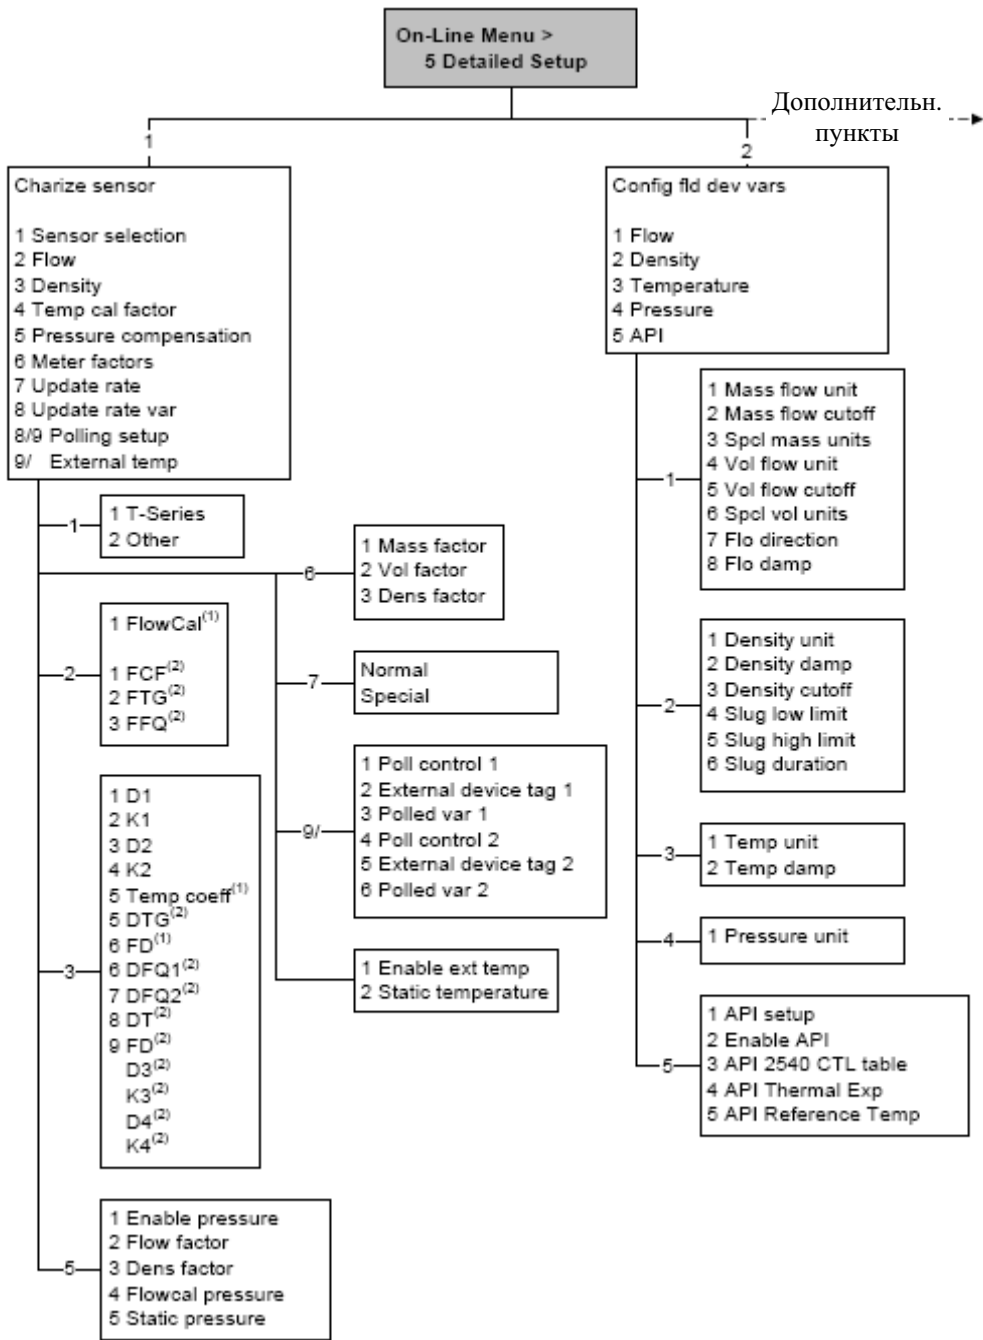 On-Line Menu >
5 Detailed Setup
Дополнительн.
пункты
1
2
Charize sensor
1 Sensor selection
2 Flow
3 Density
4 Temp cal factor
5 Pressure compensation
6 Meter factors
7 Update rate
8 Update rate var
8/9 Polling setup
9/ External temp
1
1 T-Series
2 Other
2
1 FlowCal(1)
1 FCF(2)
2 FTG(2)
3 FFQ(2)
3
1 D1
2 K1
3 D2
4 K2
5 Temp coeff(1)
5 DTG(2)
6 FD(1)
6 DFQ1(2)
7 DFQ2(2)
8 DT(2)
9 FD(2)
D3(2)
K3(2)
D4(2)
K4(2)
5
1 Enable pressure
2 Flow factor
3 Dens factor
4 Flowcal pressure
5 Static pressure
6
1 Mass factor
2 Vol factor
3 Dens factor
7
Normal
Special
9/
1 Poll control 1
2 External device tag 1
3 Polled var 1
4 Poll control 2
5 External device tag 2
6 Polled var 2
1 Enable ext temp
2 Static temperature
Config fld dev vars
1 Flow
2 Density
3 Temperature
4 Pressure
5 API
1
1 Mass flow unit
2 Mass flow cutoff
3 Spcl mass units
4 Vol flow unit
5 Vol flow cutoff
6 Spcl vol units
7 Flo direction
8 Flo damp
2
1 Density unit
2 Density damp
3 Density cutoff
4 Slug low limit
5 Slug high limit
6 Slug duration
3
1 Temp unit
2 Temp damp
4
1 Pressure unit
5
1 API setup
2 Enable API
3 API 2540 CTL table
4 API Thermal Exp
5 API Reference Temp